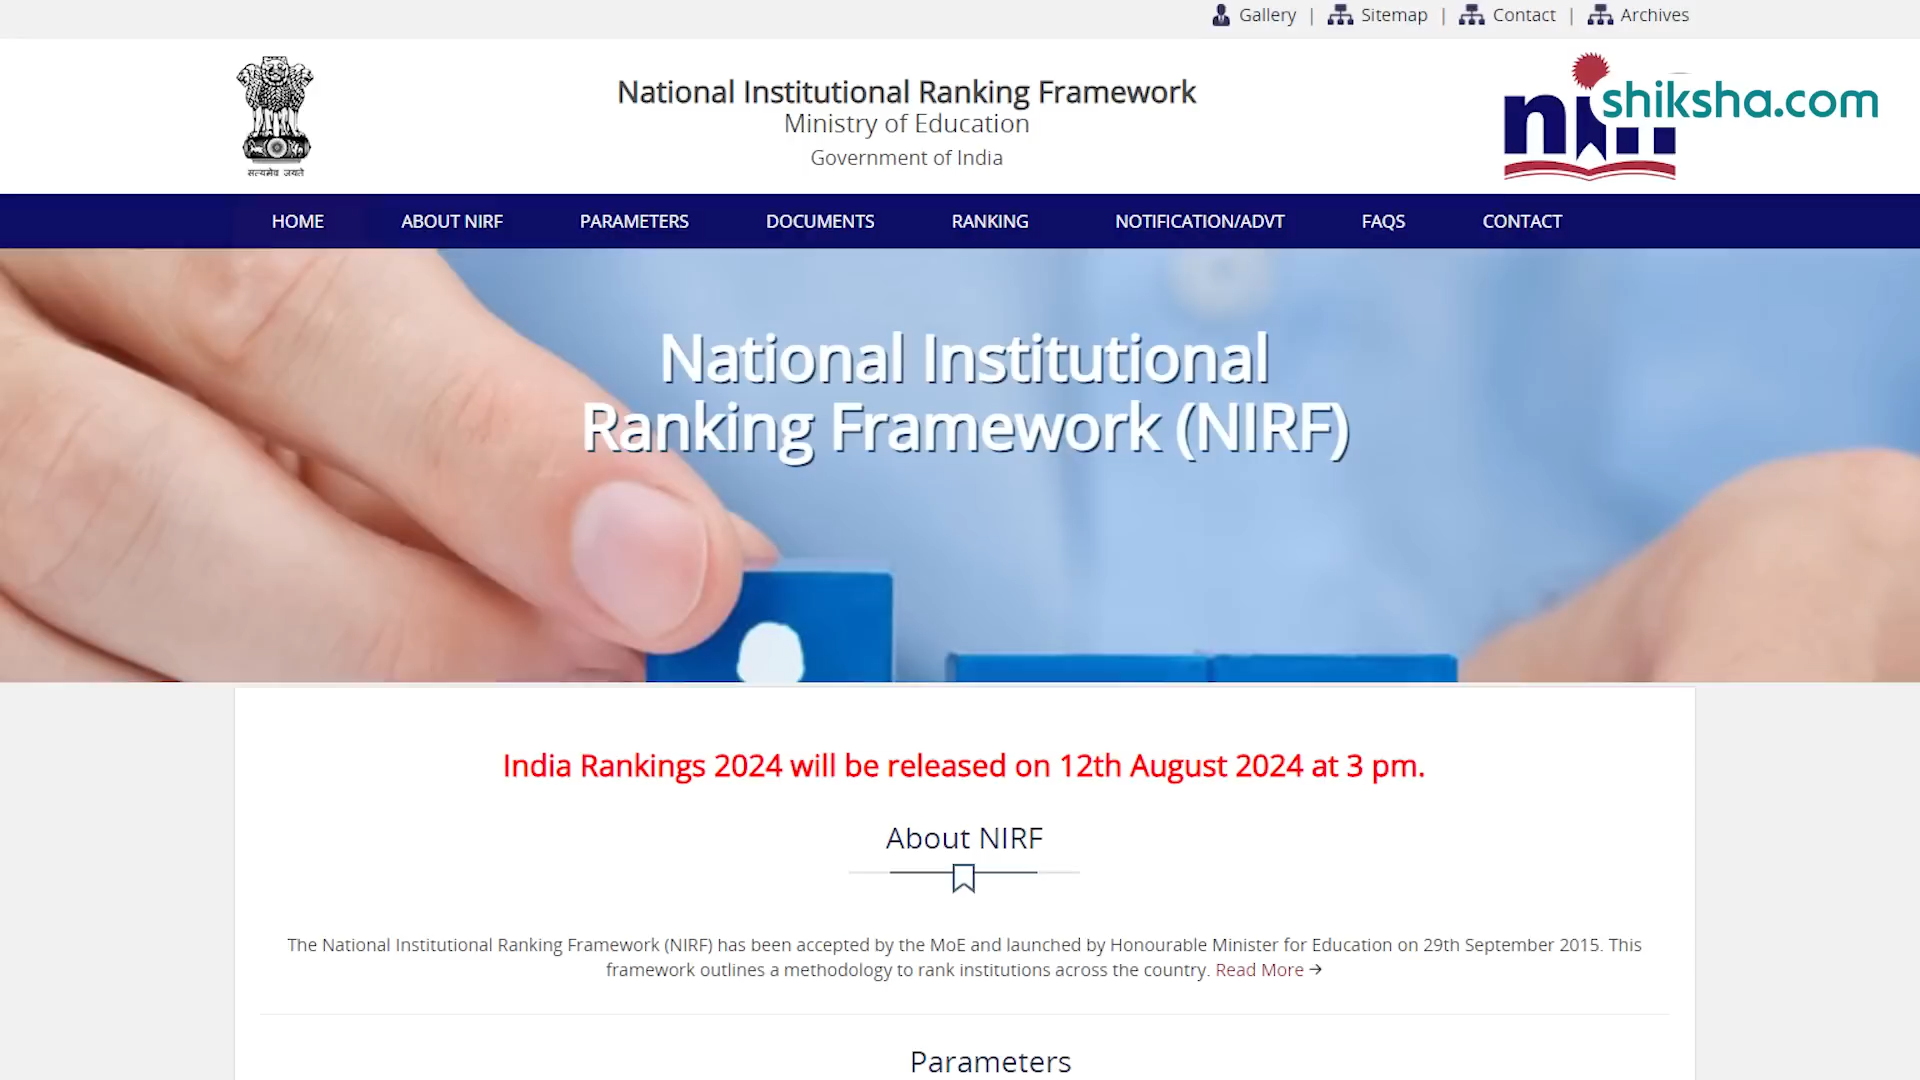 Gallery | Sitemap | Contact | Archives
National Institutional Ranking Framework
Ministry of Education
Government of India
सत्यमेव जयते
shiksha.com
HOME ABOUT NIRF PARAMETERS DOCUMENTS RANKING NOTIFICATION/ADVT FAQS CONTACT
National Institutional
Ranking Framework (NIRF)
India Rankings 2024 will be released on 12th August 2024 at 3 pm.
About NIRF
The National Institutional Ranking Framework (NIRF) has been accepted by the MoE and launched by Honourable Minister for Education on 29th September 2015. This
framework outlines a methodology to rank institutions across the country. Read More →
Parameters